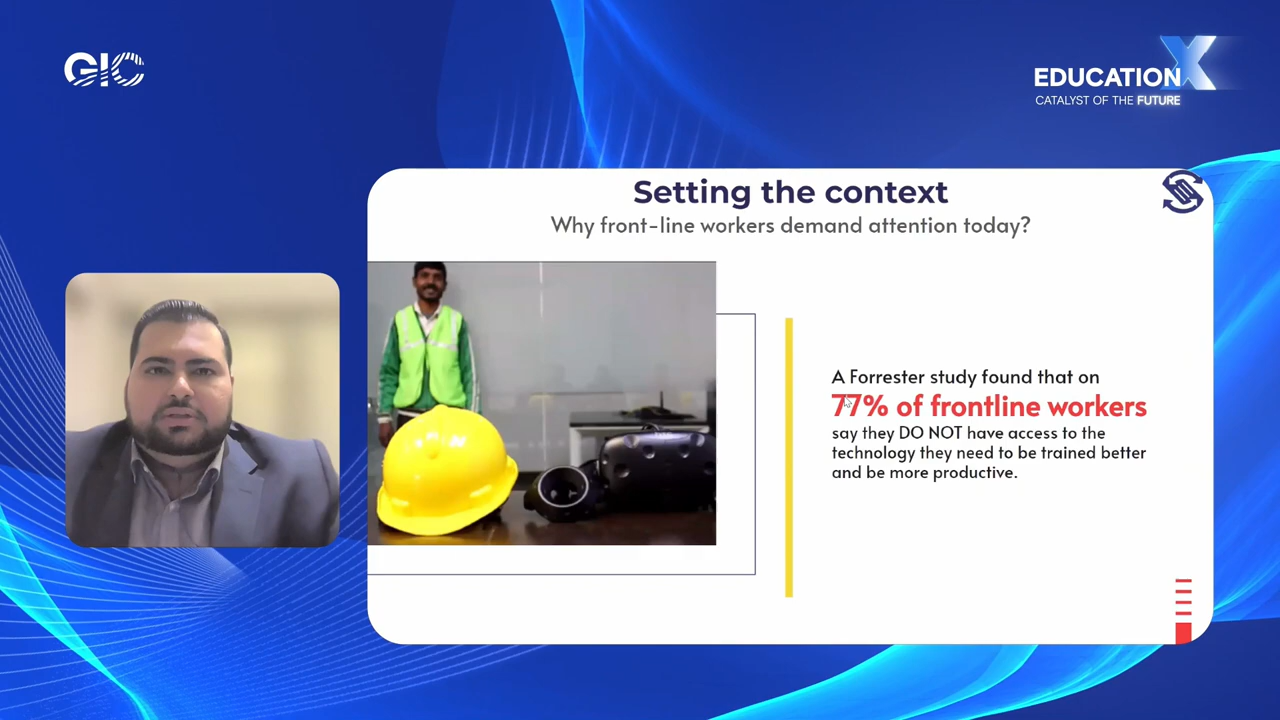 GIC
EDUCATIONX
CATALYST OF THE FUTURE
Setting the context
Why front-line workers demand attention today?
A Forrester study found that on
77% of frontline workers
say they DO NOT have access to the
technology they need to be trained better
and be more productive.